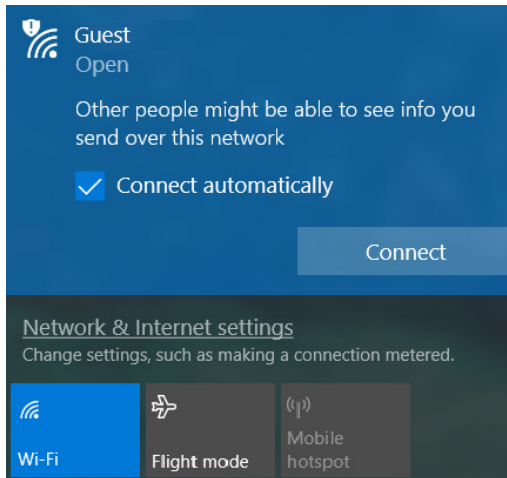 Guest
Open
Other people might be able to see info you
send over this network
Connect automatically
Connect
Network & Internet settings
Change settings, such as making a connection metered.
Wi-Fi
Flight mode
Mobile
hotspot